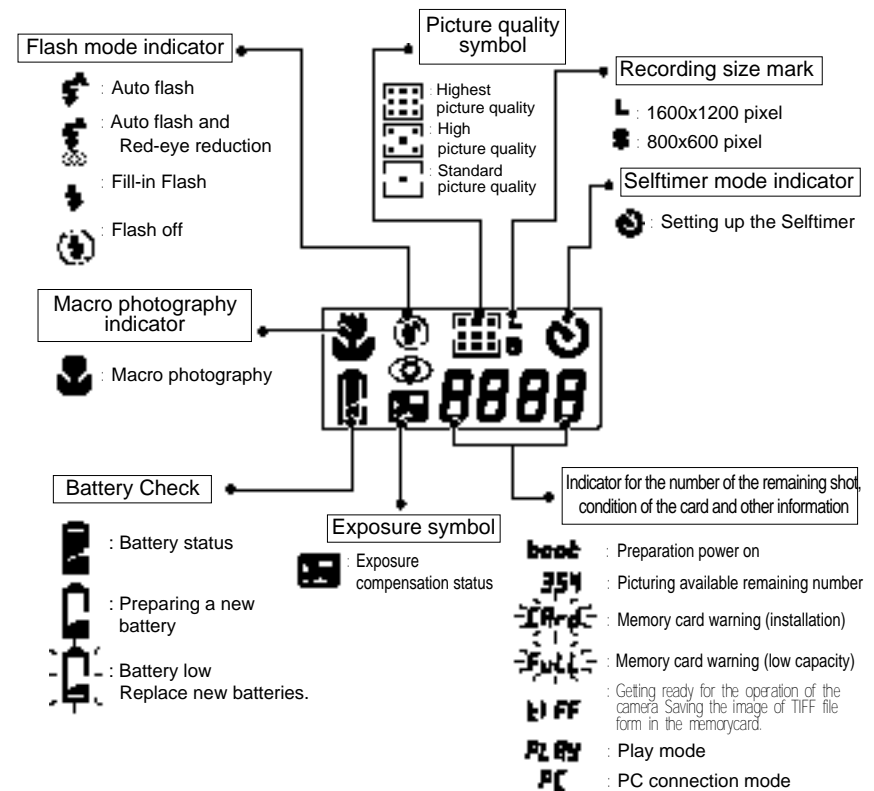 Flash mode indicator
: Auto flash
: Auto flash and
Red-eye reduction
: Fill-in Flash
: Flash off
Picture quality
symbol
: Highest
picture quality
: High
picture quality
: Standard
picture quality
Recording size mark
L : 1600x1200 pixel
S : 800x600 pixel
Selftimer mode indicator
: Setting up the Selftimer
Macro photography
indicator
: Macro photography
L
S
8888
Battery Check
: Battery status
: Preparing a new
battery
: Battery low
Replace new batteries.
Exposure symbol
: Exposure
compensation status
Indicator for the number of the remaining shot,
condition of the card and other information
boot : Preparation power on
354 : Picturing available remaining number
CArd : Memory card warning (installation)
FuLL : Memory card warning (low capacity)
tIFF : Getting ready for the operation of the
camera Saving the image of TIFF file
form in the memorycard.
PLAY : Play mode
PC : PC connection mode